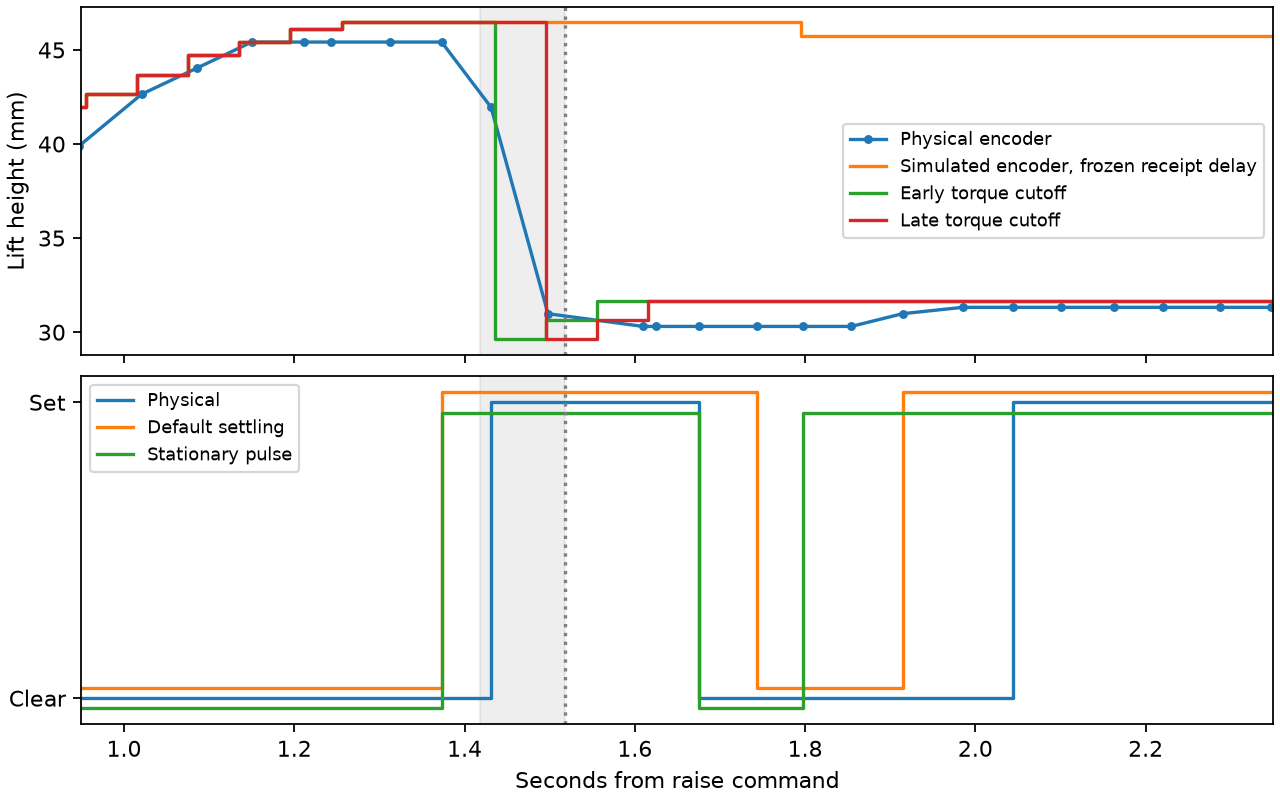 Lift height (mm)
45
40
35
30
Physical encoder
Simulated encoder, frozen receipt delay
Early torque cutoff
Late torque cutoff
Set
Clear
Physical
Default settling
Stationary pulse
1.0 1.2 1.4 1.6 1.8 2.0 2.2
Seconds from raise command